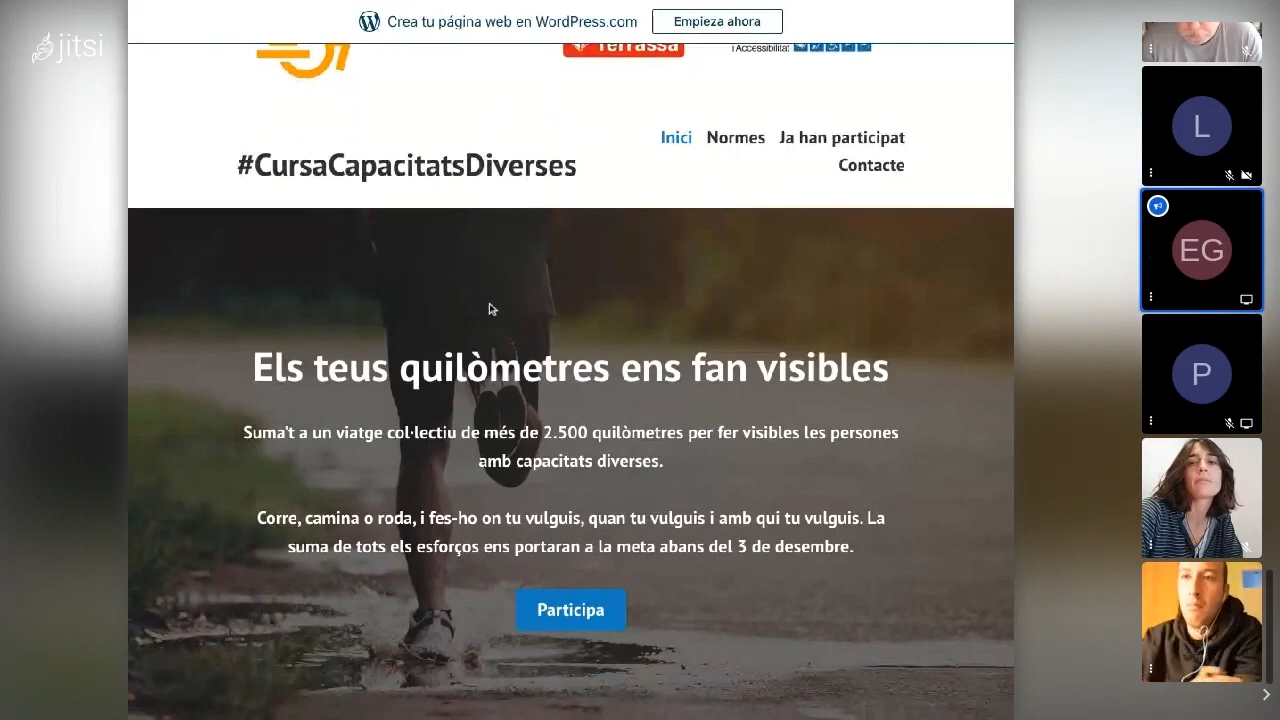 Crea tu página web en WordPress.com
Empieza ahora
jitsi
Terrassa
i Accessibilitat
Inici Normes Ja han participat
Contacte
#CursaCapacitatsDiverses
Els teus quilòmetres ens fan visibles
Suma't a un viatge col·lectiu de més de 2.500 quilòmetres per fer visibles les persones
amb capacitats diverses.
Corre, camina o roda, i fes-ho on tu vulguis, quan tu vulguis i amb qui tu vulguis. La
suma de tots els esforços ens portaran a la meta abans del 3 de desembre.
Participa
L
EG
P